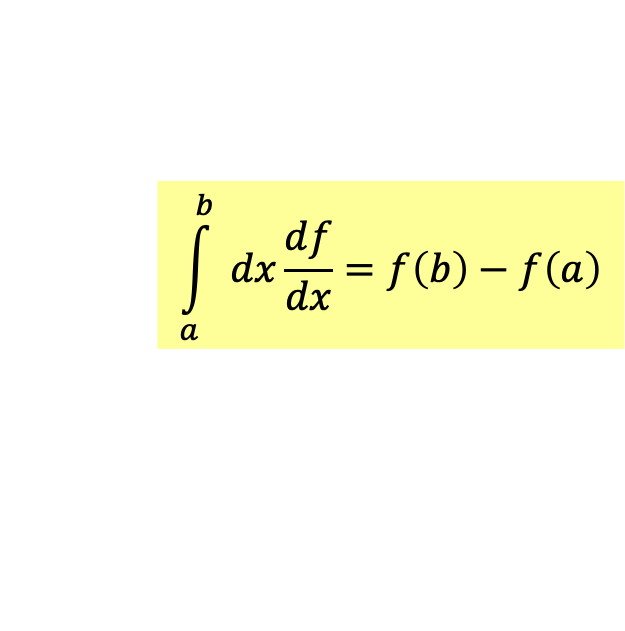 ∫_a^b dx df/dx = f(b) − f(a)